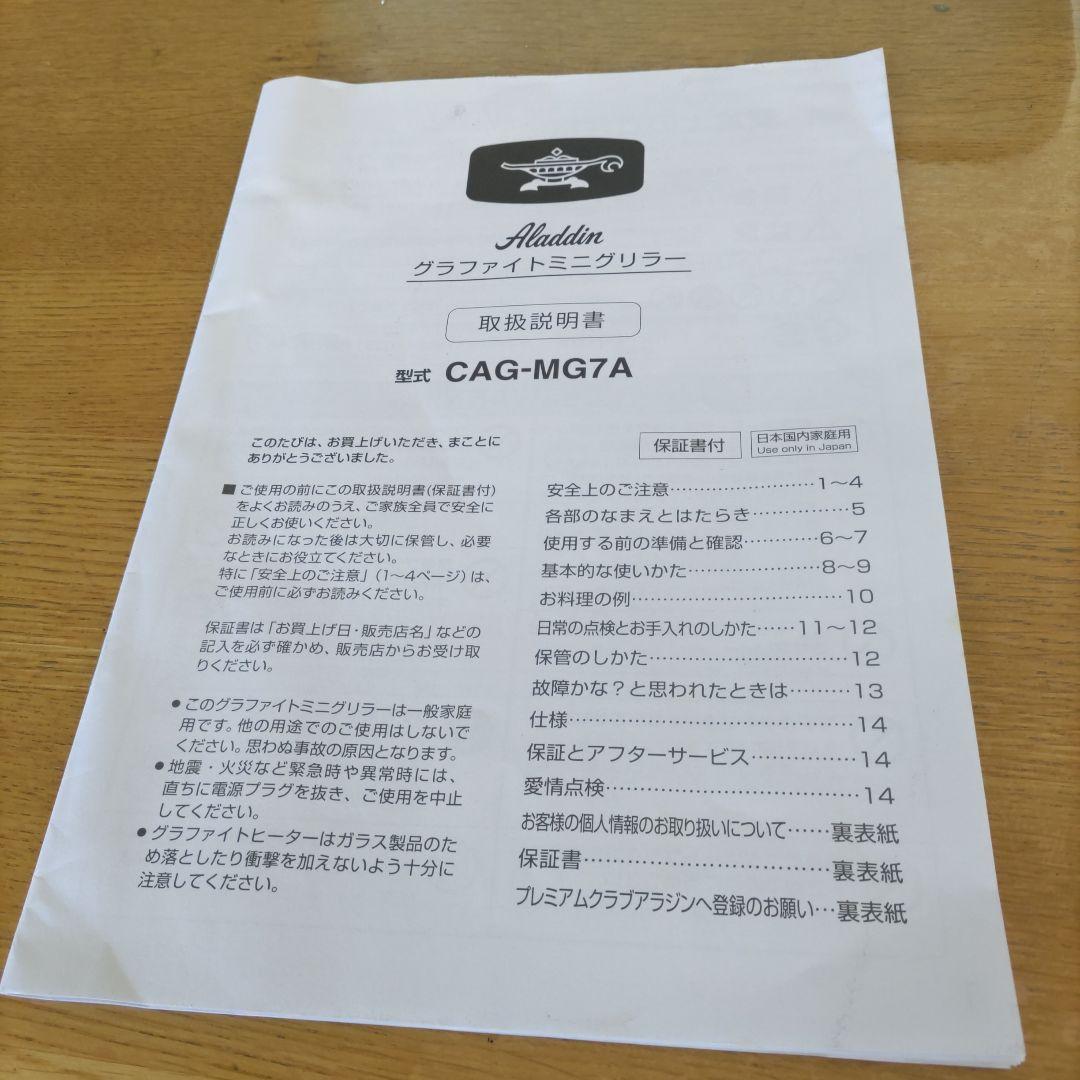 Aladdin
グラファイトミニグリラー
取扱説明書
型式 CAG-MG7A
このたびは、お買上げいただき、まことに
ありがとうございました。
■ ご使用の前にこの取扱説明書(保証書付)
をよくお読みのうえ、ご家族全員で安全に
正しくお使いください。
お読みになった後は大切に保管し、必要
なときにお役立てください。
特に「安全上のご注意」(1〜4ページ)は、
ご使用前に必ずお読みください。
保証書は「お買上げ日・販売店名」などの
記入を必ず確かめ、販売店からお受け取
りください。
●このグラファイトミニグリラーは一般家庭
用です。他の用途でのご使用はしないで
ください。思わぬ事故の原因となります。
●地震・火災など緊急時や異常時には、
直ちに電源プラグを抜き、ご使用を中止
してください。
●グラファイトヒーターはガラス製品のた
め落としたり衝撃を加えないよう十分に
注意してください。
保証書付
日本国内家庭用
Use only in Japan
安全上のご注意……………………1〜4
各部のなまえとはたらき……………5
使用する前の準備と確認…………6〜7
基本的な使いかた…………………8〜9
お料理の例……………………………10
日常の点検とお手入れのしかた……11〜12
保管のしかた…………………………12
故障かな?と思われたときは………13
仕様……………………………………14
保証とアフターサービス……………14
愛情点検………………………………14
お客様の個人情報のお取り扱いについて……裏表紙
保証書…………………………………裏表紙
プレミアムクラブアラジンへ登録のお願い…裏表紙